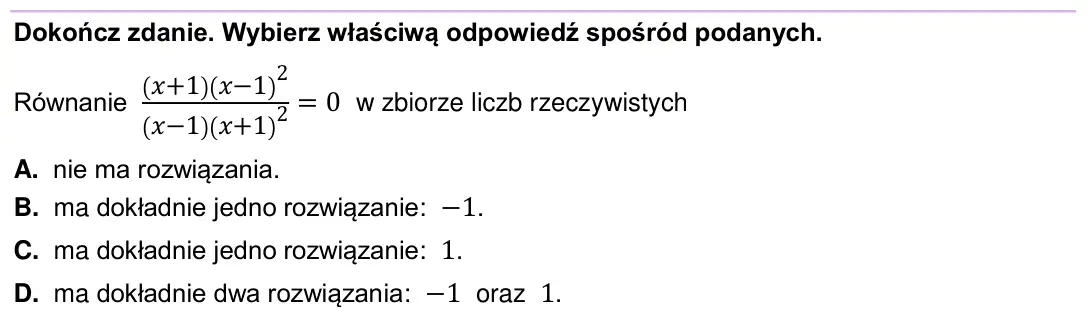 Dokończ zdanie. Wybierz właściwą odpowiedź spośród podanych.
Równanie \frac{(x+1)(x−1)^2}{(x−1)(x+1)^2} = 0 w zbiorze liczb rzeczywistych
A. nie ma rozwiązania.
B. ma dokładnie jedno rozwiązanie: −1.
C. ma dokładnie jedno rozwiązanie: 1.
D. ma dokładnie dwa rozwiązania: −1 oraz 1.